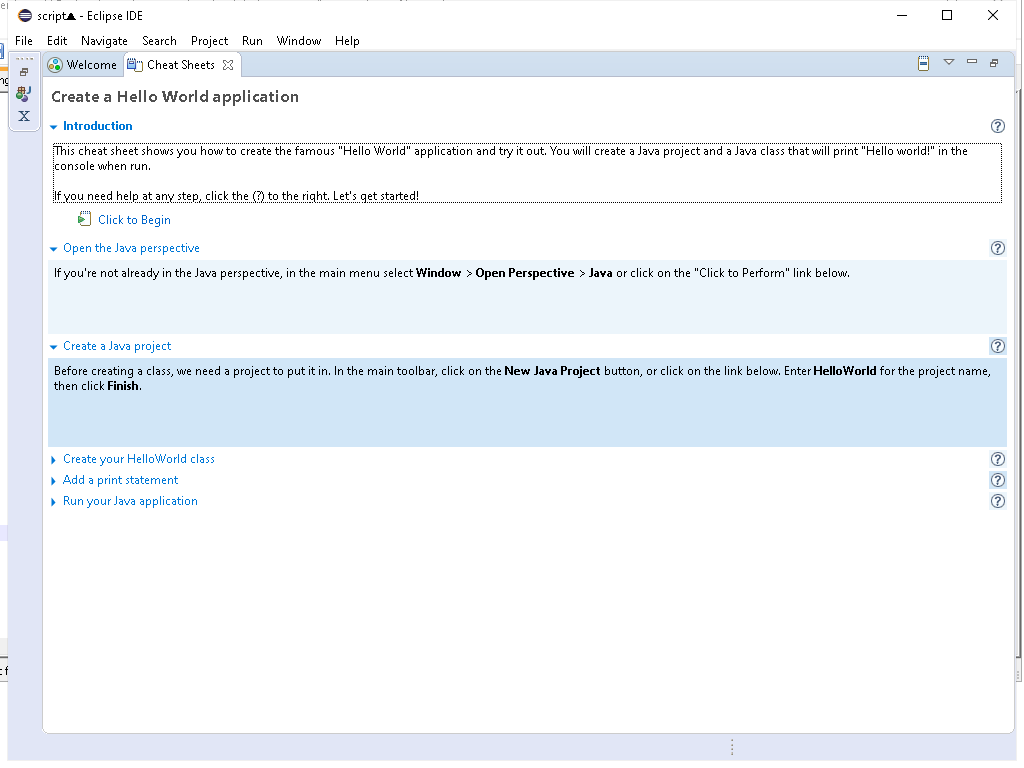 script▲ - Eclipse IDE
File Edit Navigate Search Project Run Window Help
Welcome Cheat Sheets
Create a Hello World application
Introduction
This cheat sheet shows you how to create the famous "Hello World" application and try it out. You will create a Java project and a Java class that will print "Hello world!" in the
console when run.
If you need help at any step, click the (?) to the right. Let's get started!
Click to Begin
Open the Java perspective
If you're not already in the Java perspective, in the main menu select Window > Open Perspective > Java or click on the "Click to Perform" link below.
Create a Java project
Before creating a class, we need a project to put it in. In the main toolbar, click on the New Java Project button, or click on the link below. Enter HelloWorld for the project name,
then click Finish.
Create your HelloWorld class
Add a print statement
Run your Java application